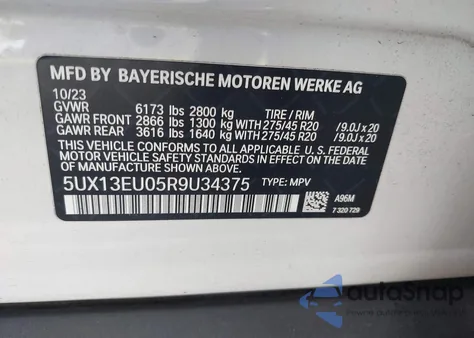 MFD BY BAYERISCHE MOTOREN WERKE AG
10/23
GVWR 6173 lbs 2800 kg TIRE / RIM
GAWR FRONT 2866 lbs 1300 kg WITH 275/45 R20 /9.0J x 20
GAWR REAR 3616 lbs 1640 kg WITH 275/45 R20 /9.0J x 20
THIS VEHICLE CONFORMS TO ALL APPLICABLE U.S. FEDERAL
MOTOR VEHICLE SAFETY STANDARDS IN EFFECT ON THE DATE
OF MANUFACTURE SHOWN ABOVE.
5UX13EU05R9U34375 TYPE: MPV
A96M
7 320 729
autoSnap